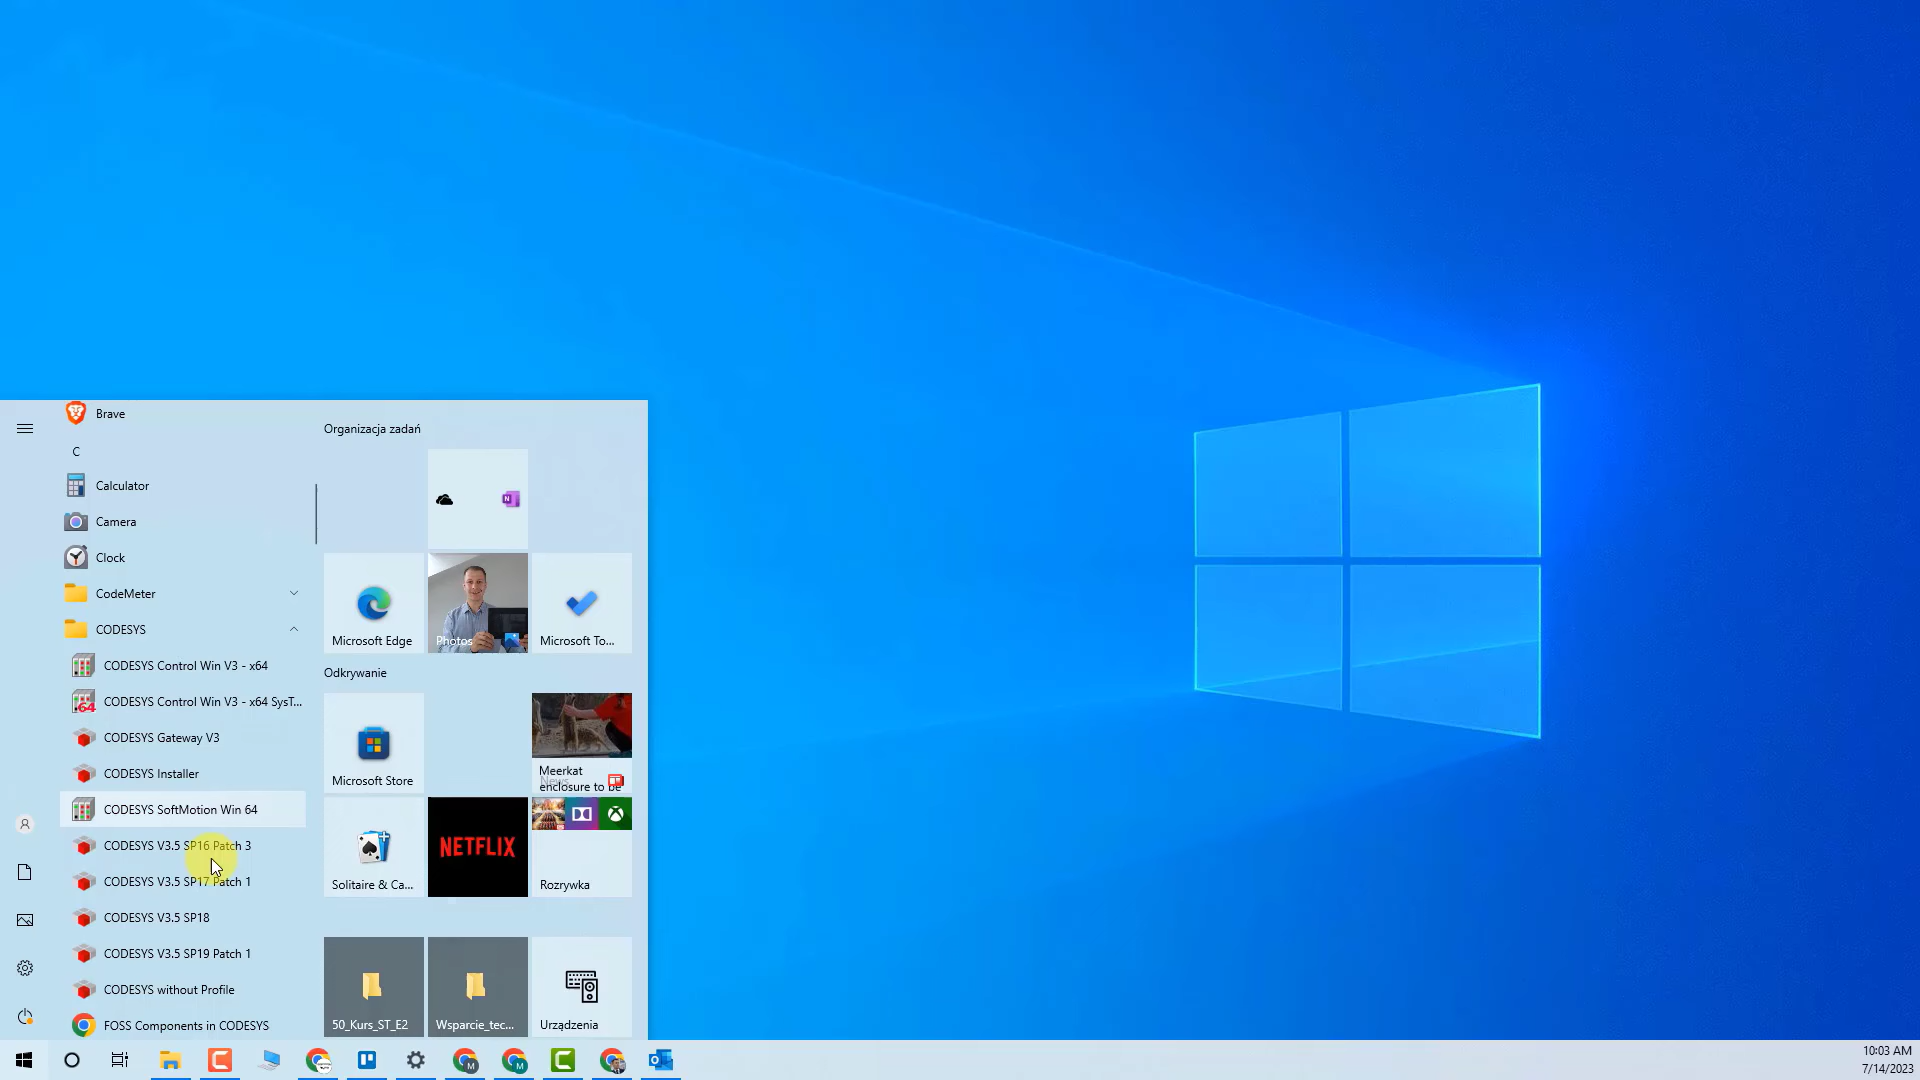 Brave
C
Calculator
Camera
Clock
CodeMeter
CODESYS
CODESYS Control Win V3 - x64
CODESYS Control Win V3 - x64 SysT...
CODESYS Gateway V3
CODESYS Installer
CODESYS SoftMotion Win 64
CODESYS V3.5 SP16 Patch 3
CODESYS V3.5 SP17 Patch 1
CODESYS V3.5 SP18
CODESYS V3.5 SP19 Patch 1
CODESYS without Profile
FOSS Components in CODESYS
Organizacja zadań
Microsoft Edge
Photos
Microsoft To...
Odkrywanie
Microsoft Store
Meerkat
News
enclosure to be
Solitaire & Ca...
NETFLIX
Rozrywka
50_Kurs_ST_E2
Wsparcie_tec...
Urządzenia
10:03 AM
7/14/2023